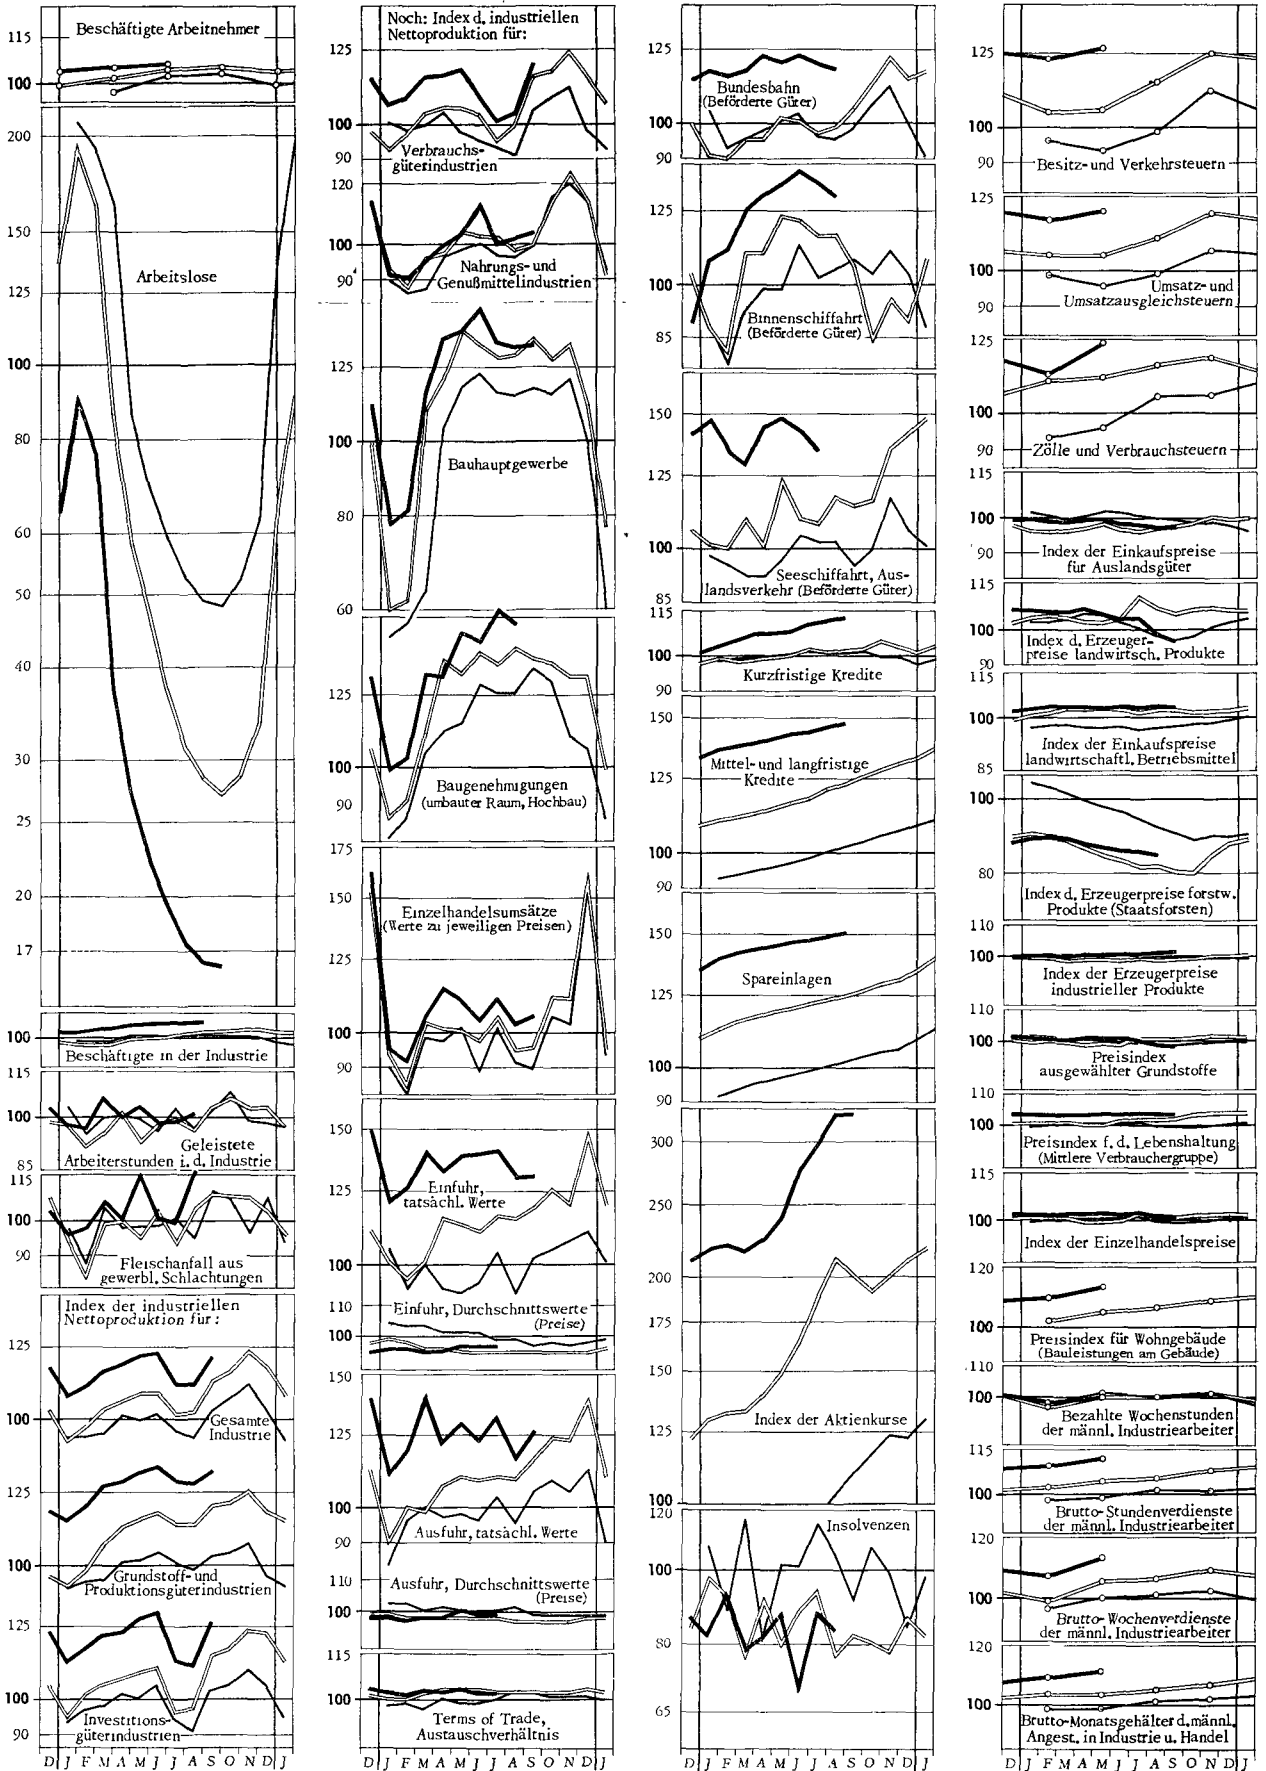 Beschäftigte Arbeitnehmer
115
100
200
150
125
100
80
60
50
40
30
25
20
17
Arbeitslose
100
Beschäftigte in der Industrie
115
100
85
Geleistete
Arbeiterstunden i. d. Industrie
115
100
90
Fleischanfall aus
gewerbl. Schlachtungen
Index der industriellen
Nettoproduktion für:
125
100
Gesamte
Industrie
125
100
Grundstoff- und
Produktionsgüterindustrien
125
100
90
Investitions-
güterindustrien
D J F M A M J J A S O N D J
Noch: Index d. industriellen
Nettoproduktion für:
125
100
90
Verbrauchs-
güterindustrien
120
100
90
Nahrungs- und
Genußmittelindustrien
125
100
80
60
Bauhauptgewerbe
125
100
90
Baugenehmigungen
(umbauter Raum, Hochbau)
175
150
125
100
90
Einzelhandelsumsätze
(Werte zu jeweiligen Preisen)
150
125
100
Einfuhr,
tatsächl. Werte
110
100
Einfuhr, Durchschnittswerte
(Preise)
150
125
100
90
Ausfuhr, tatsächl. Werte
110
100
Ausfuhr, Durchschnittswerte
(Preise)
115
100
Terms of Trade,
Austauschverhältnis
D J F M A M J J A S O N D J
125
100
90
Bundesbahn
(Beförderte Güter)
125
100
85
Binnenschiffahrt
(Beförderte Güter)
150
125
100
85
Seeschiffahrt, Aus-
landsverkehr (Beförderte Güter)
115
100
90
Kurzfristige Kredite
150
125
100
90
Mittel- und langfristige
Kredite
150
125
100
90
Spareinlagen
300
250
200
175
150
125
100
Index der Aktienkurse
120
100
80
65
Insolvenzen
D J F M A M J J A S O N D J
125
100
90
Besitz- und Verkehrsteuern
125
100
90
Umsatz- und
Umsatzausgleichsteuern
125
100
90
Zölle und Verbrauchsteuern
115
100
90
Index der Einkaufspreise
für Auslandsgüter
115
100
90
Index d. Erzeuger-
preise landwirtsch. Produkte
115
100
85
Index der Einkaufspreise
landwirtschaftl. Betriebsmittel
100
80
Index d. Erzeugerpreise forstw.
Produkte (Staatsforsten)
110
100
Index der Erzeugerpreise
industrieller Produkte
110
100
Preisindex
ausgewählter Grundstoffe
110
100
Preisindex f. d. Lebenshaltung
(Mittlere Verbrauchergruppe)
115
100
Index der Einzelhandelspreise
120
100
Preisindex für Wohngebäude
(Bauleistungen am Gebäude)
110
100
Bezahlte Wochenstunden
der männl. Industriearbeiter
115
100
Brutto-Stundenverdienste
der männl. Industriearbeiter
120
100
Brutto-Wochenverdienste
der männl. Industriearbeiter
120
100
Brutto-Monatsgehälter d. männl.
Angest. in Industrie u. Handel
D J F M A M J J A S O N D J